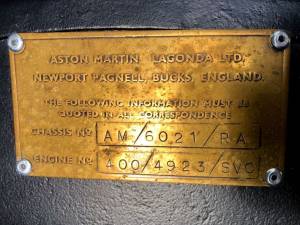 ASTON MARTIN LAGONDA LTD.
NEWPORT PAGNELL, BUCKS, ENGLAND.
THE FOLLOWING INFORMATION MUST BE
QUOTED IN ALL CORRESPONDENCE
CHASSIS No AM/6021/RA
ENGINE No 400/4923/SVC